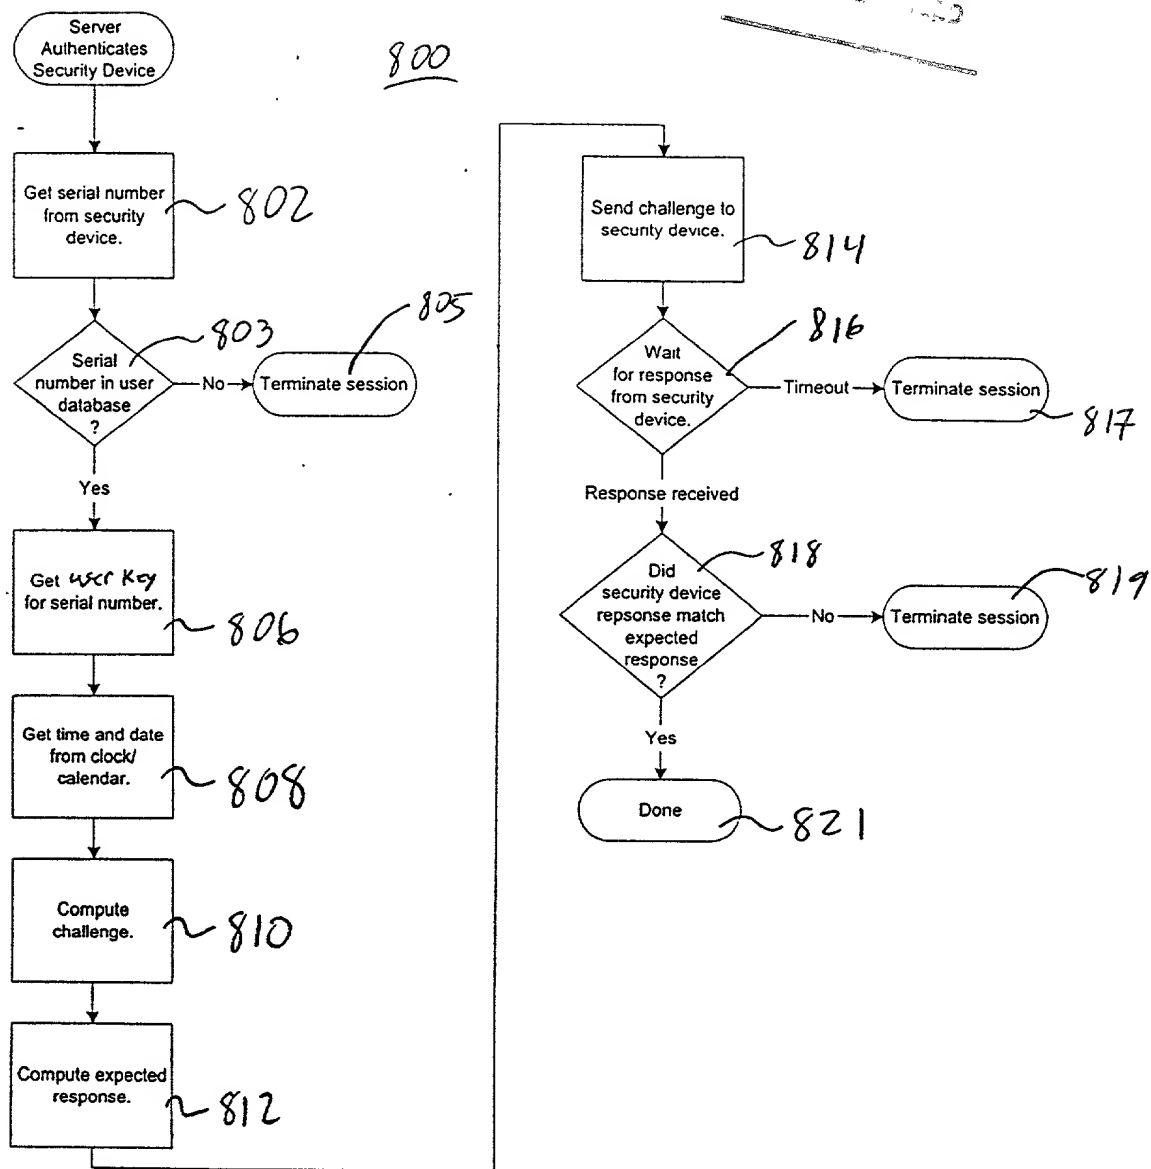 Server
Authenticates
Security Device
800
Get serial number
from security
device.
802
803
Serial
number in user
database
?
No
Terminate session
805
Yes
Get user Key
for serial number.
806
Get time and date
from clock/
calendar.
808
Compute
challenge.
810
Compute expected
response.
812
Send challenge to
security device.
814
Wait
for response
from security
device.
816
Timeout
Terminate session
817
Response received
Did
security device
repsonse match
expected
response
?
818
No
Terminate session
819
Yes
Done
821